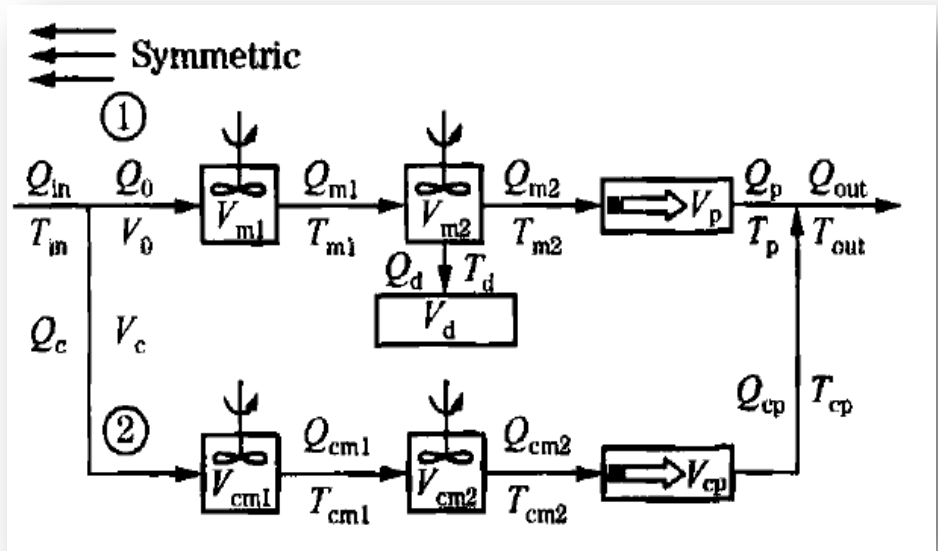 Symmetric
①
Q_in Q_0 Q_m1 Q_m2 Q_p Q_out
V_m1 V_m2 V_p
T_in V_0 T_m1 T_m2 T_p T_out
Q_d T_d
V_d
Q_c V_c
Q_cp T_cp
②
Q_cm1 Q_cm2
V_cm1 V_cm2 V_cp
T_cm1 T_cm2